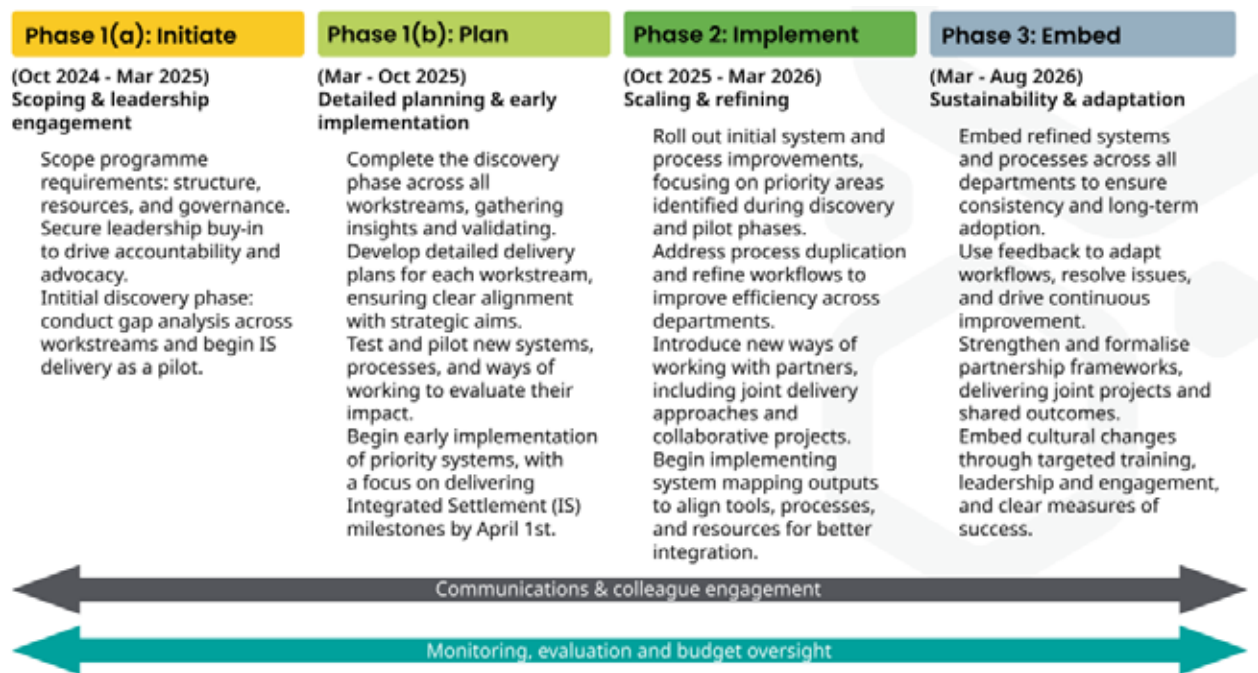 Phase 1(a): Initiate
(Oct 2024 - Mar 2025)
Scoping & leadership
engagement
Scope programme
requirements: structure,
resources, and governance.
Secure leadership buy-in
to drive accountability and
advocacy.
Intitial discovery phase:
conduct gap analysis across
workstreams and begin IS
delivery as a pilot.
Phase 1(b): Plan
(Mar - Oct 2025)
Detailed planning & early
implementation
Complete the discovery
phase across all
workstreams, gathering
insights and validating.
Develop detailed delivery
plans for each workstream,
ensuring clear alignment
with strategic aims.
Test and pilot new systems,
processes, and ways of
working to evaluate their
impact.
Begin early implementation
of priority systems, with
a focus on delivering
Integrated Settlement (IS)
milestones by April 1st.
Phase 2: Implement
(Oct 2025 - Mar 2026)
Scaling & refining
Roll out initial system and
process improvements,
focusing on priority areas
identified during discovery
and pilot phases.
Address process duplication
and refine workflows to
improve efficiency across
departments.
Introduce new ways of
working with partners,
including joint delivery
approaches and
collaborative projects.
Begin implementing
system mapping outputs
to align tools, processes,
and resources for better
integration.
Phase 3: Embed
(Mar - Aug 2026)
Sustainability & adaptation
Embed refined systems
and processes across all
departments to ensure
consistency and long-term
adoption.
Use feedback to adapt
workflows, resolve issues,
and drive continuous
improvement.
Strengthen and formalise
partnership frameworks,
delivering joint projects and
shared outcomes.
Embed cultural changes
through targeted training,
leadership and engagement,
and clear measures of
success.
Communications & colleague engagement
Monitoring, evaluation and budget oversight